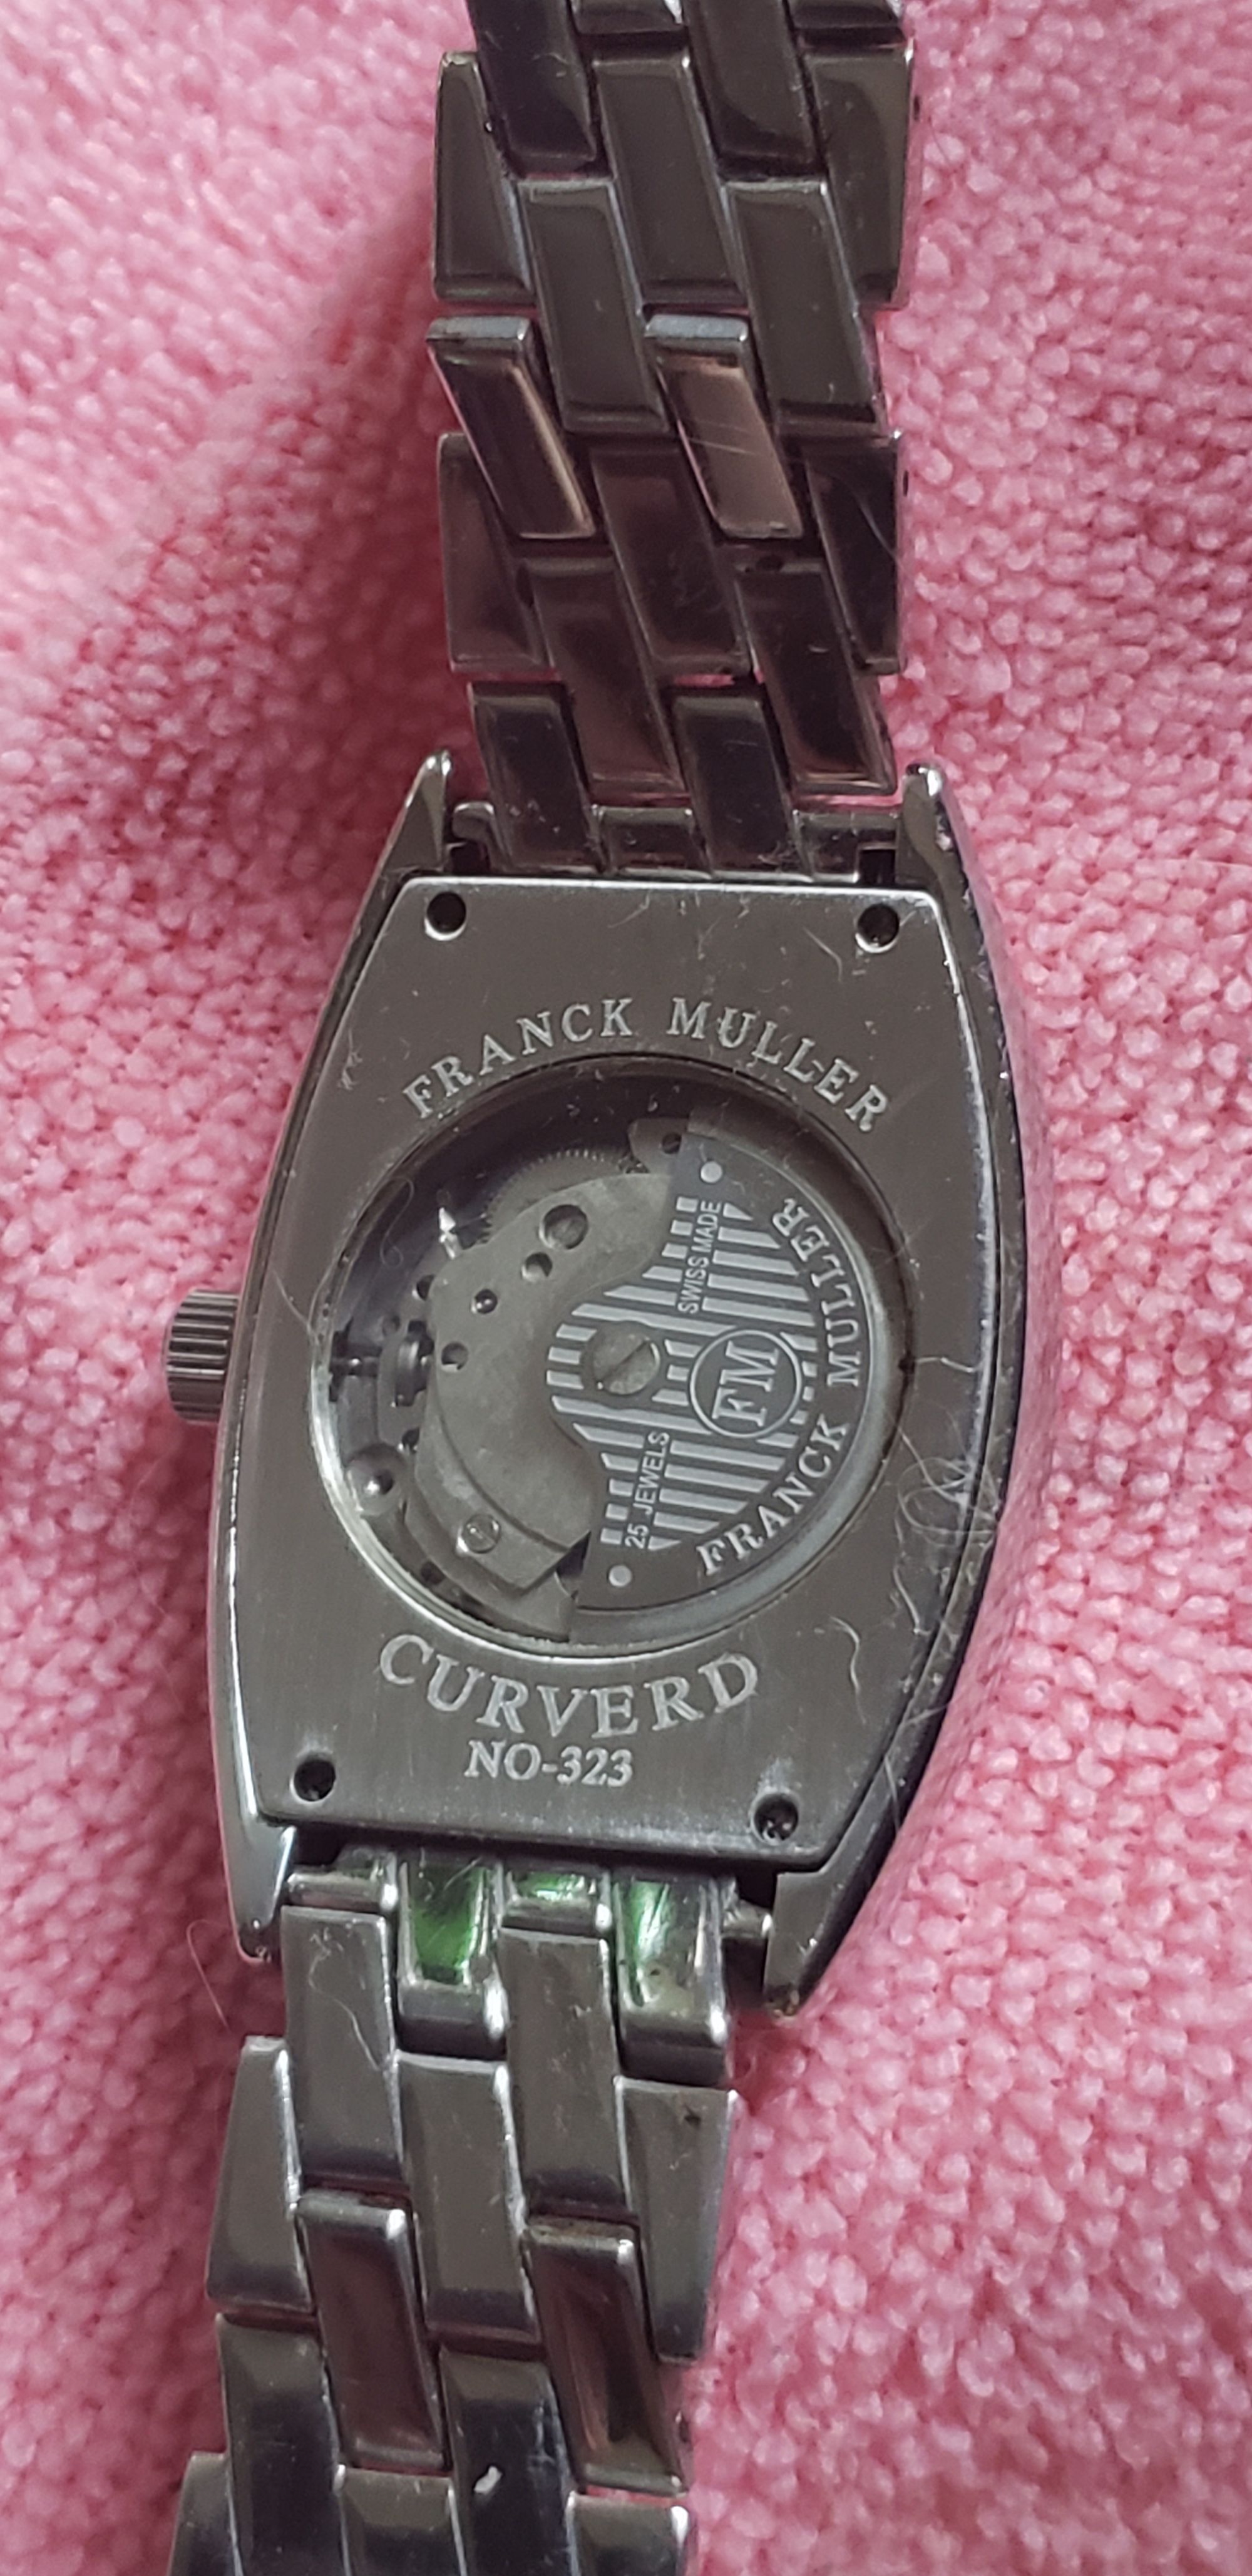 FRANCK MULLER
SWISS MADE
FRANCK MULLER
FM
25 JEWELS
CURVERD
NO-323